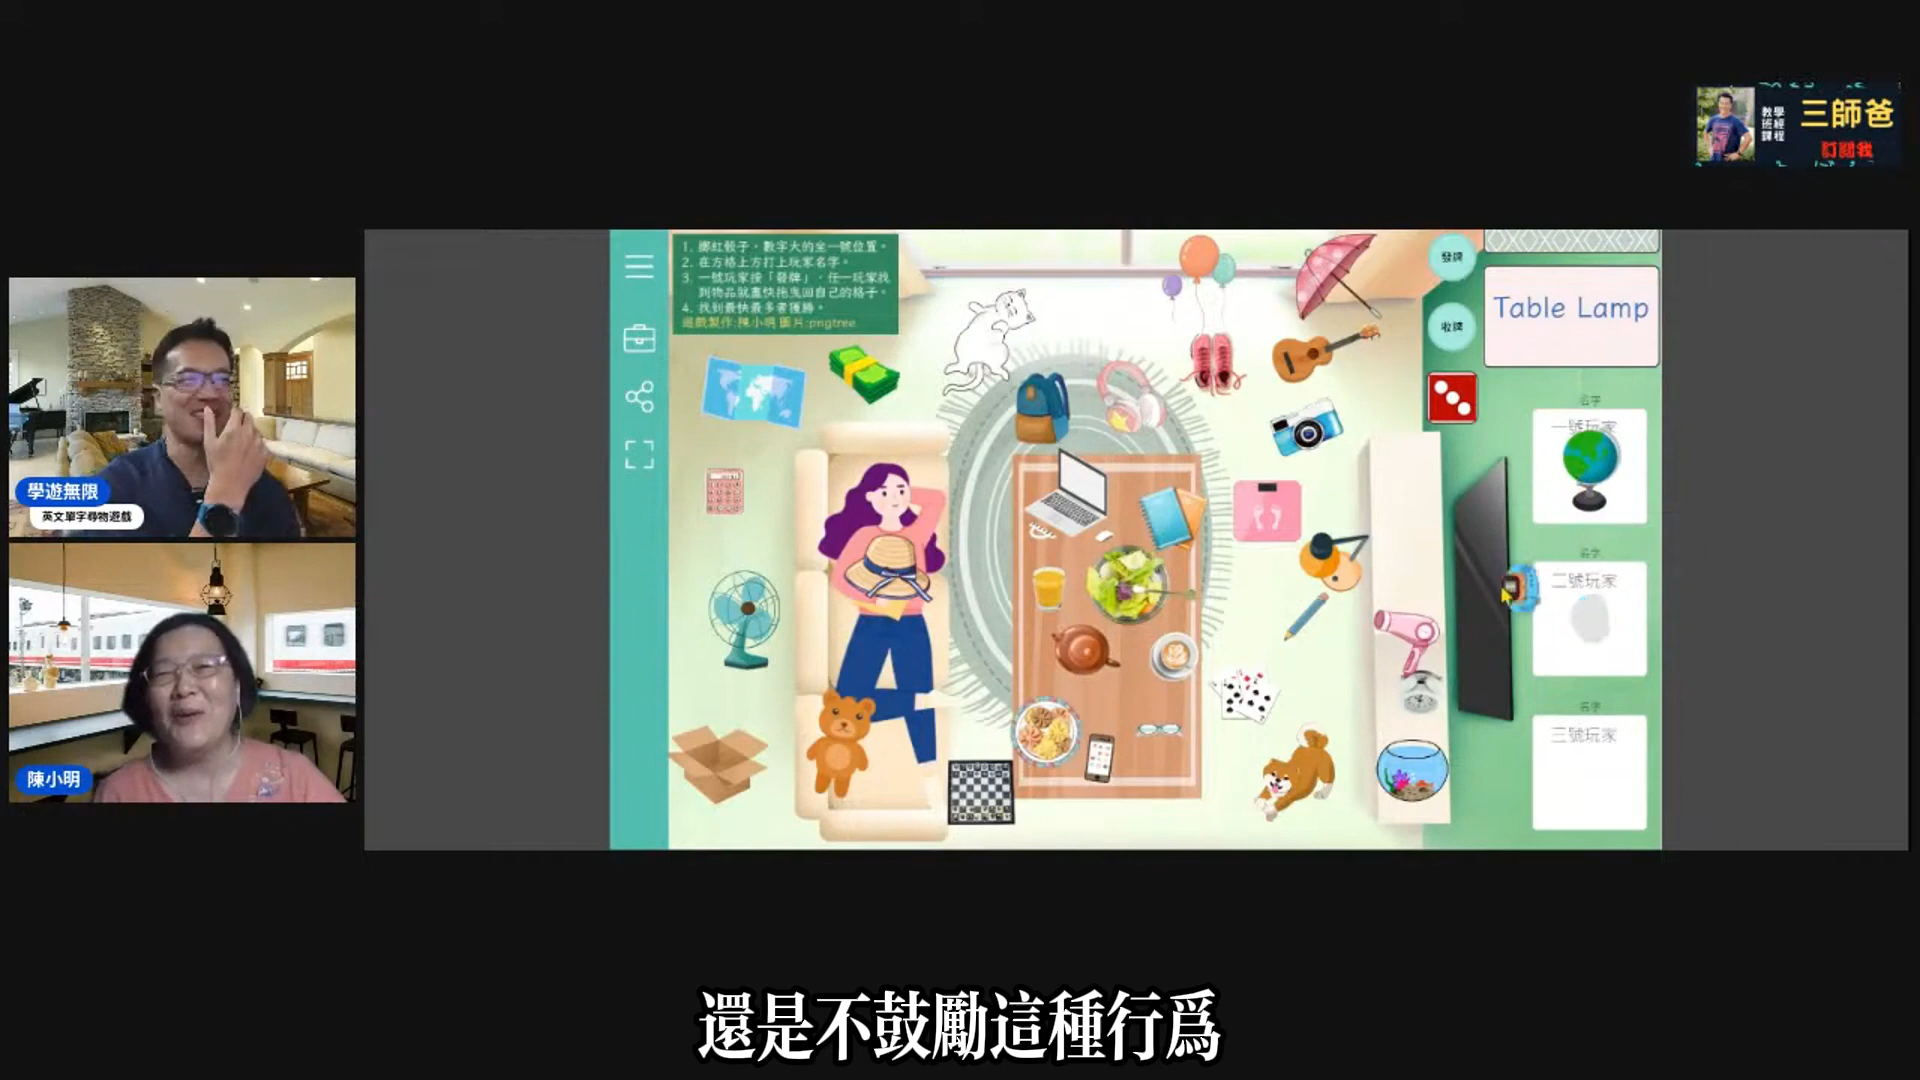 學經程
教班課
三師爸
訂閱我
1. 擲紅骰子，數字大的坐一號位置。
2. 在方格上方打上玩家名字。
3. 一號玩家按「發牌」，任一玩家找
到物品就盡快拖曳回自己的格子。
4. 找到最快最多者獲勝。
遊戲製作:陳小明 圖片:pngtree
發牌
收牌
Table Lamp
名字
一號玩家
名字
二號玩家
名字
三號玩家
學遊無限
英文單字尋物遊戲
陳小明
還是不鼓勵這種行爲